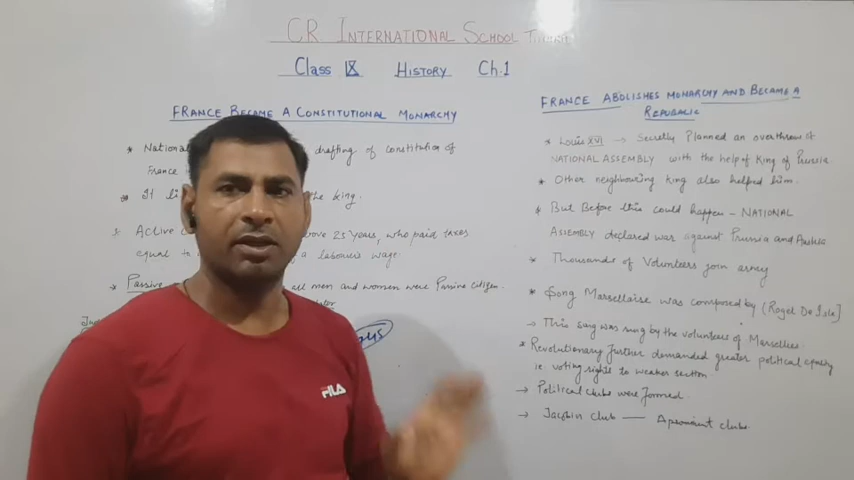 CR INTERNATIONAL SCHOOL
CLASS IX HISTORY Ch.1
FRANCE BECAME A CONSTITUTIONAL MONARCHY
* National drafting of constitution of
France
* It li the king.
* Active c above 25 years, who paid taxes
equal to a labourer's wage
* Passive all men and women were Passive citizen.
FRANCE ABOLISHES MONARCHY AND BECAME A
REPUBLIC
* Louis XVI → Secretly Planned an overthrow of
NATIONAL ASSEMBLY with the help of King of Prussia
* Other neighbouring king also helped him.
* But Before this could happen - NATIONAL
ASSEMBLY declared war against Prussia and Austria
* Thousands of Volunteers join army
* Song Marsellaise was composed by (Roget De Isle)
→ This song was sung by the volunteers of Marseilles
* Revolutionary further demanded greater political equality
ie voting rights to weaker section
→ Political clubs were formed.
→ Jacobin club — A prominent clubs
FILA